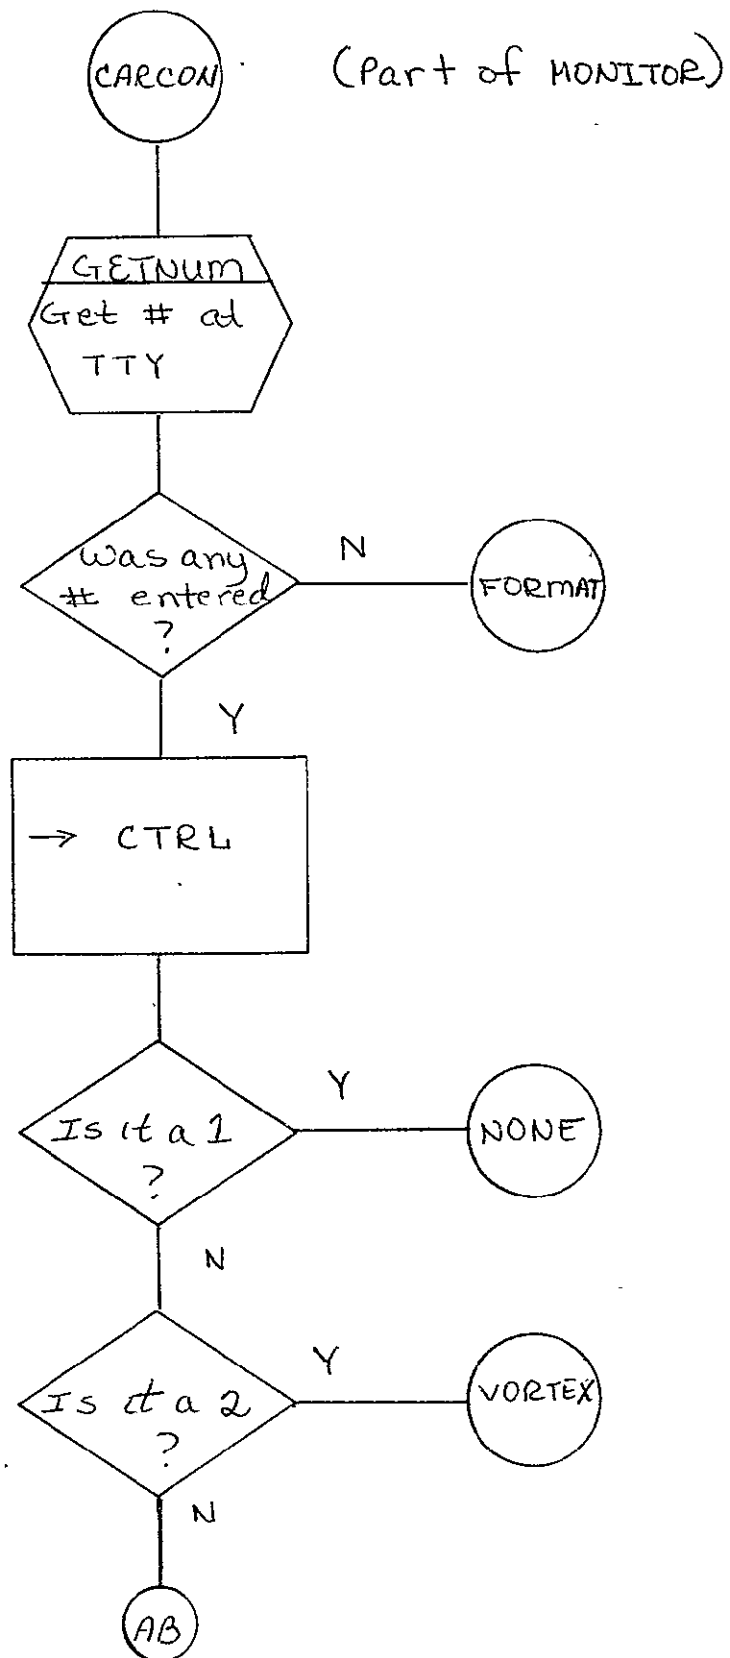 CARCON
(Part of MONITOR)
GETNUM
Get # at
TTY
Was any
# entered
?
N
FORMAT
Y
→ CTRL
Is it a 1
?
Y
NONE
N
Is it a 2
?
Y
VORTEX
N
AB